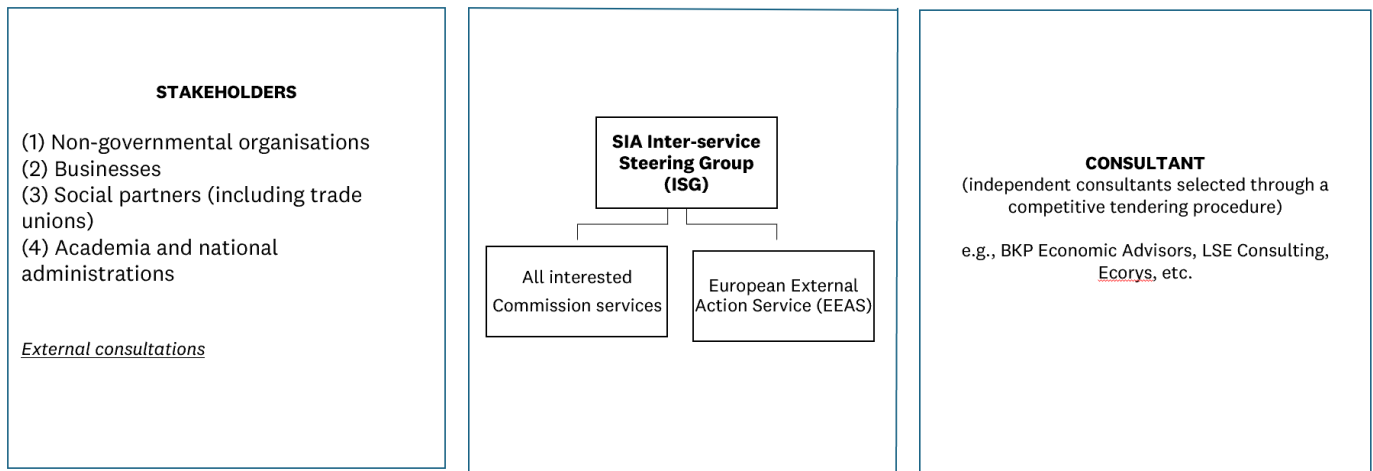 STAKEHOLDERS
(1) Non-governmental organisations
(2) Businesses
(3) Social partners (including trade
unions)
(4) Academia and national
administrations
External consultations
SIA Inter-service
Steering Group
(ISG)
All interested
Commission services
European External
Action Service (EEAS)
CONSULTANT
(independent consultants selected through a
competitive tendering procedure)
e.g., BKP Economic Advisors, LSE Consulting,
Ecorys, etc.